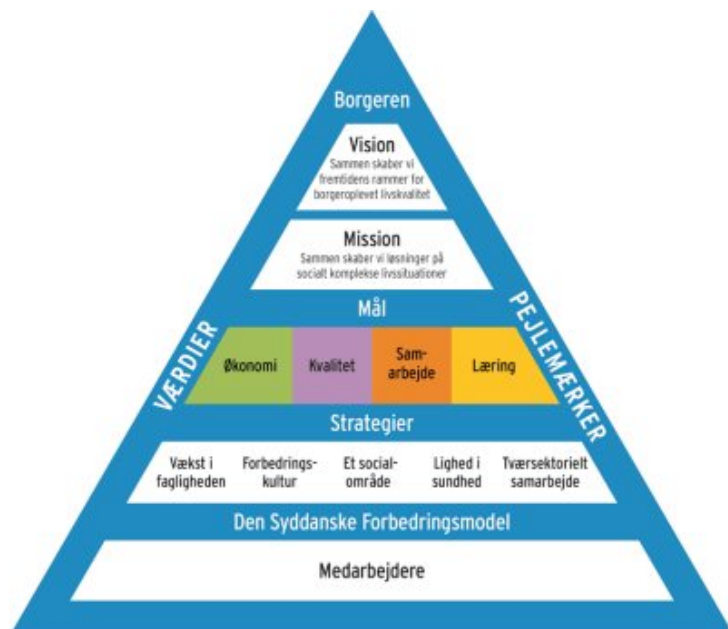 Borgeren
Vision
Sammen skaber vi
fremtidens rammer for
borgeroplevet livskvalitet
Mission
Sammen skaber vi løsninger på
socialt komplekse livssituationer
Mål
VÆRDIER
PEJLEMÆRKER
Økonomi
Kvalitet
Sam-
arbejde
Læring
Strategier
Vækst i
fagligheden
Forbedrings-
kultur
Et social-
område
Lighed i
sundhed
Tværsektorielt
samarbejde
Den Syddanske Forbedringsmodel
Medarbejdere